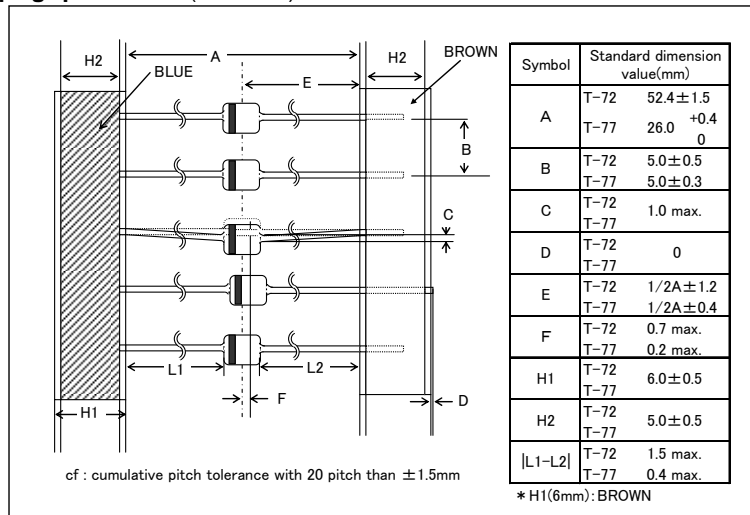 H2
A
H2
BROWN
BLUE
E
B
C
L1
L2
F
D
H1
cf : cumulative pitch tolerance with 20 pitch than ±1.5mm
Symbol Standard dimension value(mm)
A T-72 52.4±1.5
T-77 26.0 +0.4 0
B T-72 5.0±0.5
T-77 5.0±0.3
C T-72 1.0 max.
T-77
D T-72 0
T-77
E T-72 1/2A±1.2
T-77 1/2A±0.4
F T-72 0.7 max.
T-77 0.2 max.
H1 T-72 6.0±0.5
T-77
H2 T-72 5.0±0.5
T-77
|L1-L2| T-72 1.5 max.
T-77 0.4 max.
*H1(6mm):BROWN